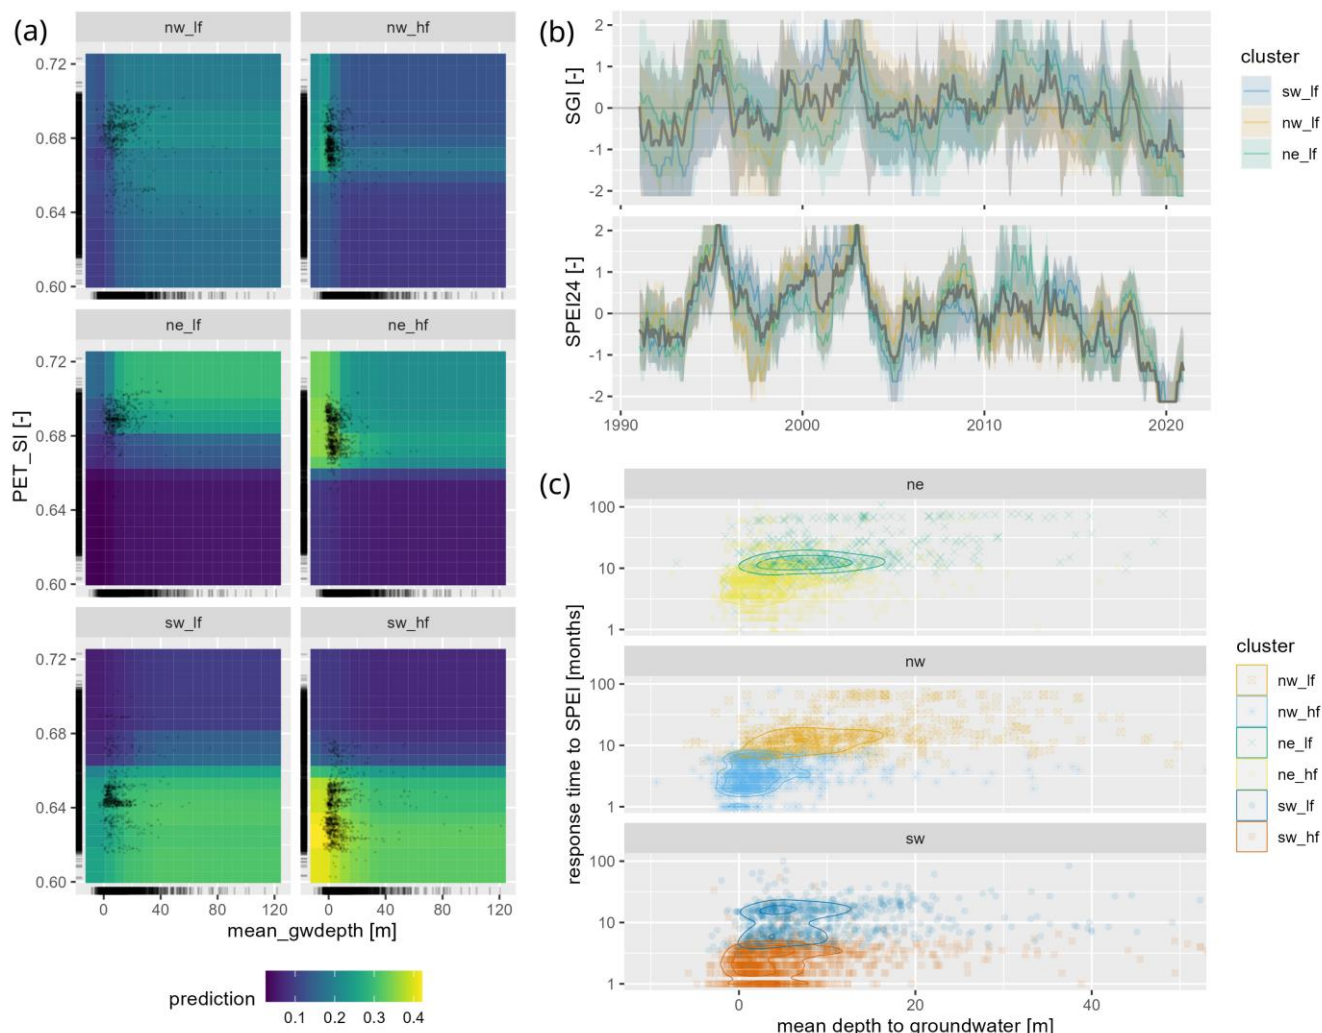 (a)
nw_lf nw_hf
0.72
0.68
0.64
0.60
ne_lf ne_hf
0.72
0.68
0.64
0.60
sw_lf sw_hf
0.72
0.68
0.64
0.60
PET_SI [-]
0 40 80 120 0 40 80 120
mean_gwdepth [m]
prediction
0.1 0.2 0.3 0.4
(b)
2
1
0
-1
-2
SGI [-]
2
1
0
-1
-2
SPEI24 [-]
1990 2000 2010 2020
cluster
sw_lf
nw_lf
ne_lf
(c)
ne
100
10
1
nw
100
10
1
sw
100
10
1
response time to SPEI [months]
0 20 40
mean depth to groundwater [m]
cluster
nw_lf
nw_hf
ne_lf
ne_hf
sw_lf
sw_hf